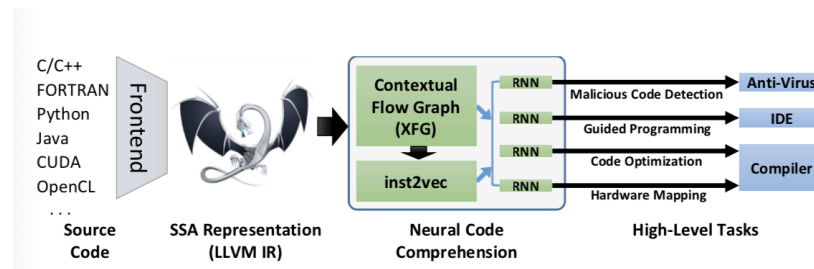 C/C++
FORTRAN
Python
Java
CUDA
OpenCL
...
Source
Code
Frontend
SSA Representation
(LLVM IR)
Contextual
Flow Graph
(XFG)
inst2vec
RNN
RNN
RNN
RNN
Neural Code
Comprehension
Malicious Code Detection
Guided Programming
Code Optimization
Hardware Mapping
High-Level Tasks
Anti-Virus
IDE
Compiler